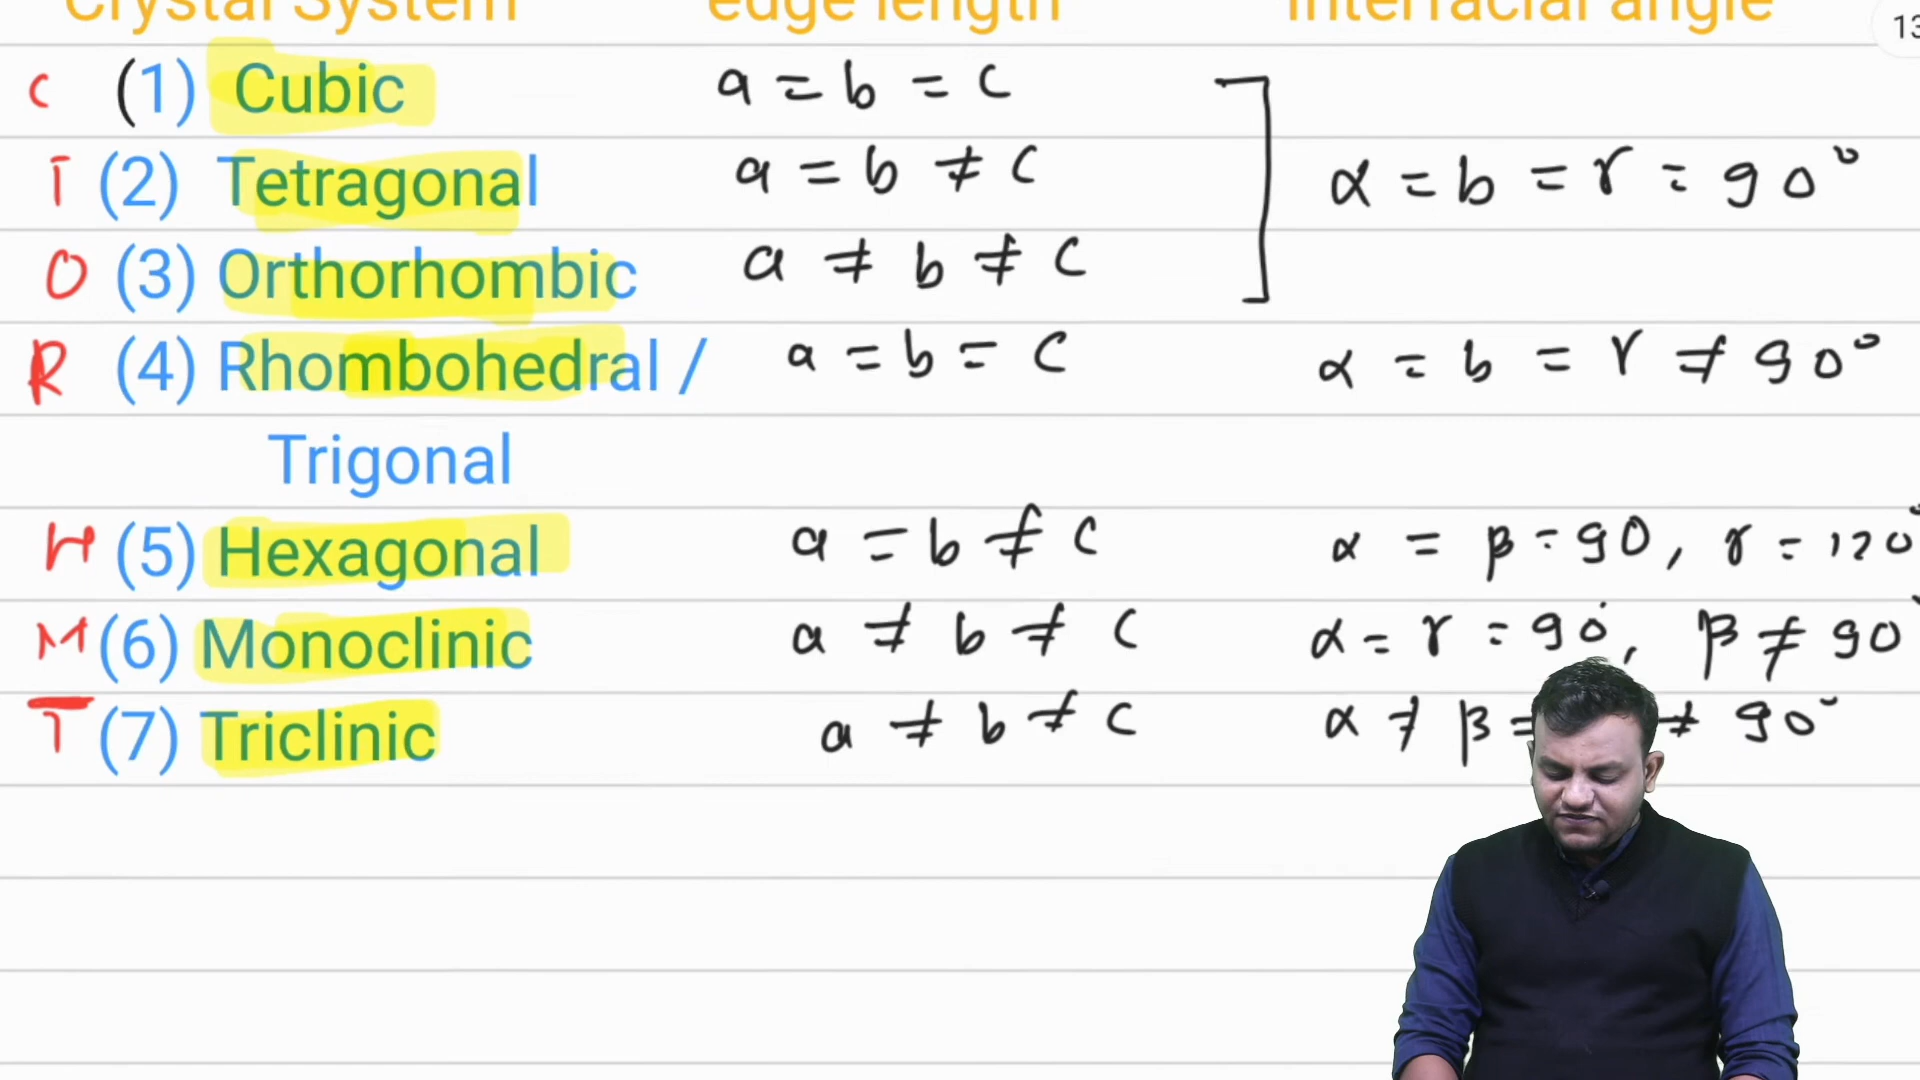 Crystal System edge length Interfacial angle
13
C (1) Cubic a = b = c
T (2) Tetragonal a = b ≠ c α = b = r = 90°
O (3) Orthorhombic a ≠ b ≠ c
R (4) Rhombohedral / a = b = c α = b = r ≠ 90°
Trigonal
H (5) Hexagonal a = b ≠ c α = β = 90, r = 120°
M (6) Monoclinic a ≠ b ≠ c α = r = 90°, β ≠ 90°
T (7) Triclinic a ≠ b ≠ c α ≠ β = ≠ 90°